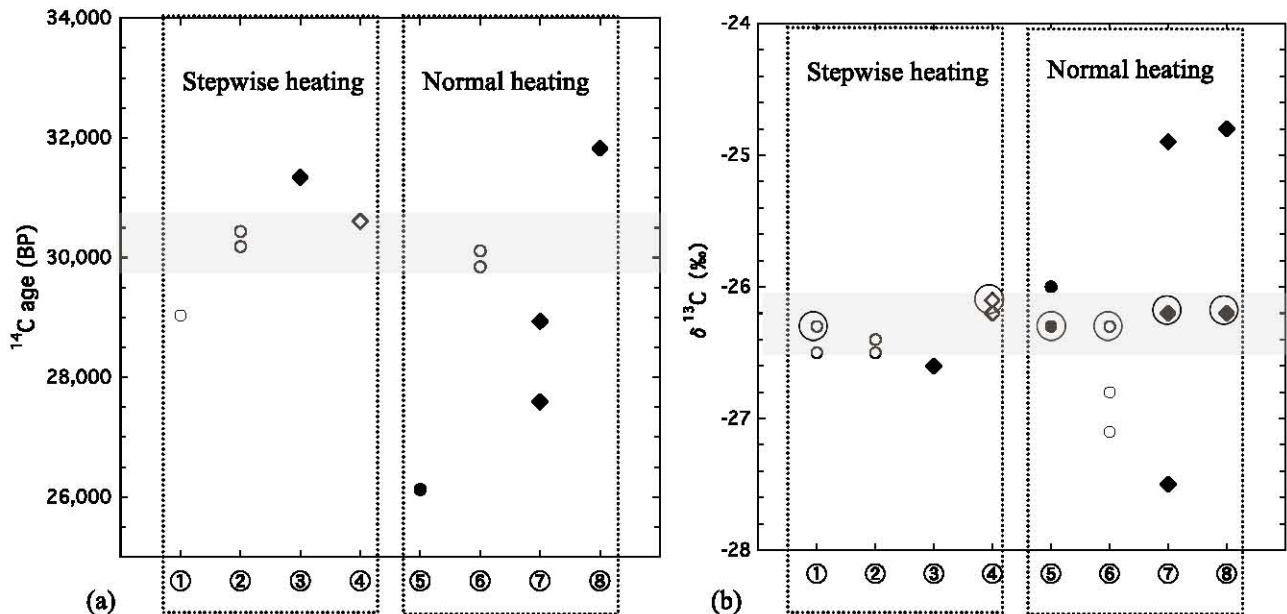 34,000
32,000
30,000
28,000
26,000
24000
¹⁴C age (BP)
Stepwise heating
Normal heating
① ② ③ ④ ⑤ ⑥ ⑦ ⑧
(a)
-24
-25
-26
-27
-28
δ ¹³C (‰)
Stepwise heating
Normal heating
① ② ③ ④ ⑤ ⑥ ⑦ ⑧
(b)